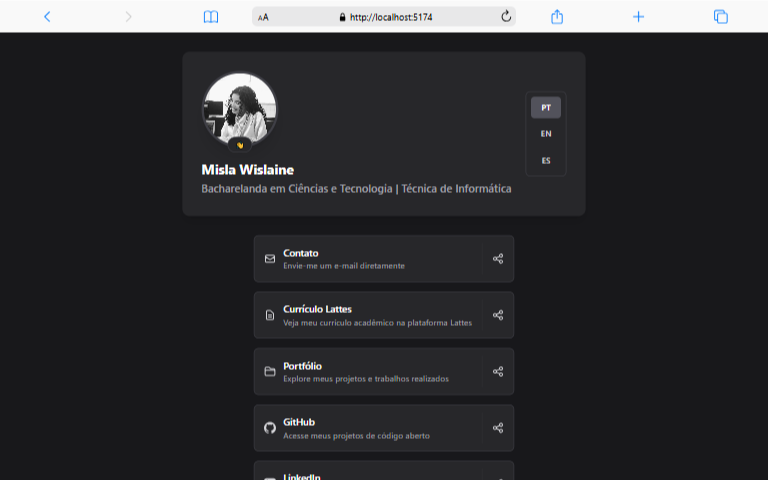 AA
http://localhost:5174
PT
EN
ES
Misla Wislaine
Bacharelanda em Ciências e Tecnologia | Técnica de Informática
Contato
Envie-me um e-mail diretamente
Currículo Lattes
Veja meu currículo acadêmico na plataforma Lattes
Portfólio
Explore meus projetos e trabalhos realizados
GitHub
Acesse meus projetos de código aberto
LinkedIn